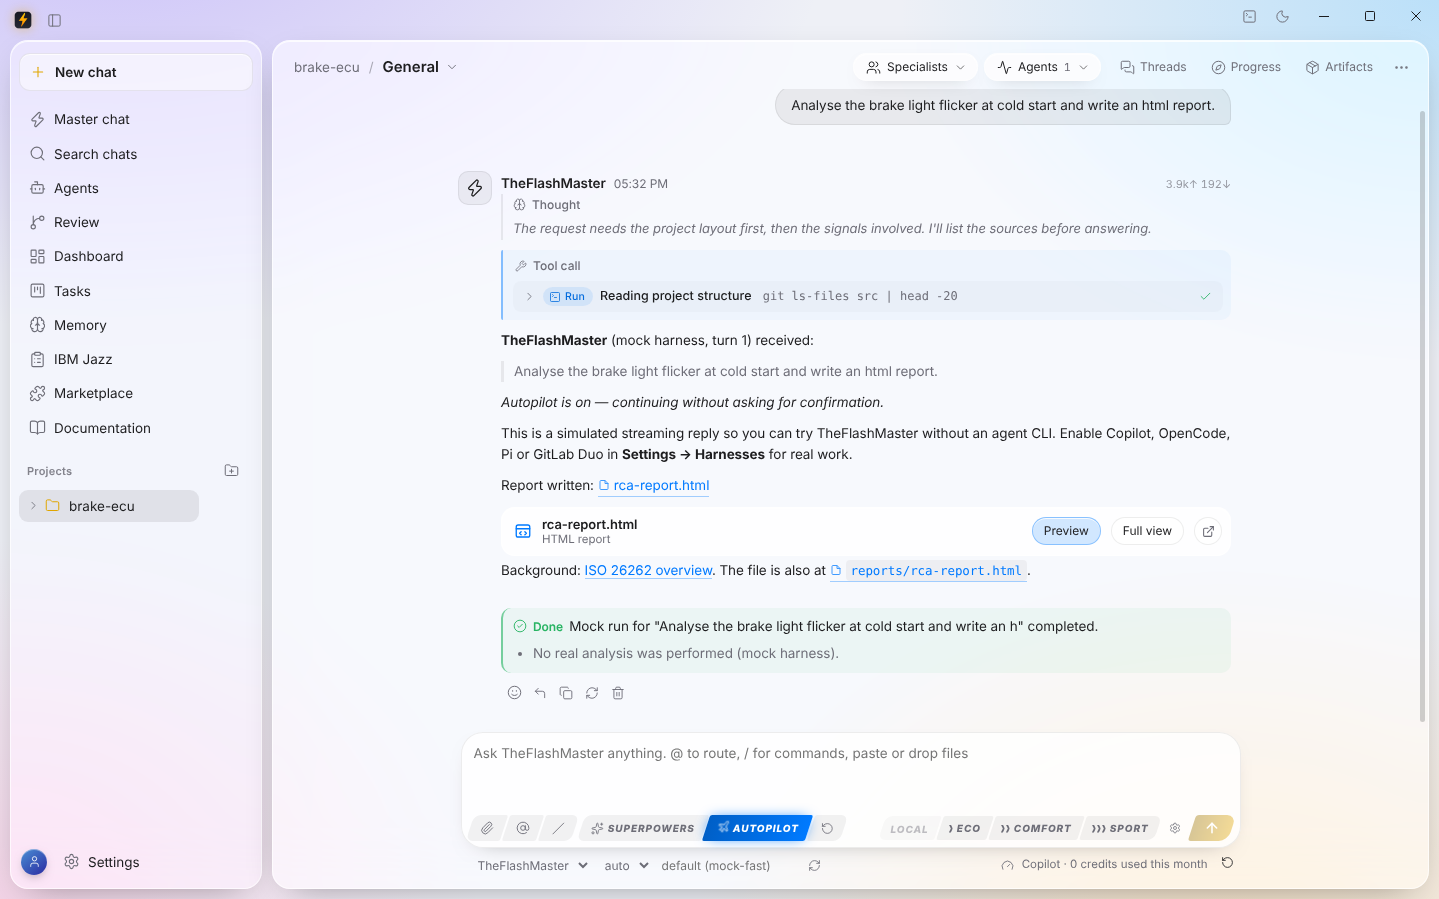 New chat
Master chat
Search chats
Agents
Review
Dashboard
Tasks
Memory
IBM Jazz
Marketplace
Documentation
Projects
brake-ecu
Settings
brake-ecu / General
Specialists
Agents 1
Threads
Progress
Artifacts
Analyse the brake light flicker at cold start and write an html report.
TheFlashMaster 05:32 PM
3.9k↑ 192↓
Thought
The request needs the project layout first, then the signals involved. I'll list the sources before answering.
Tool call
Run Reading project structure git ls-files src | head -20
TheFlashMaster (mock harness, turn 1) received:
Analyse the brake light flicker at cold start and write an html report.
Autopilot is on — continuing without asking for confirmation.
This is a simulated streaming reply so you can try TheFlashMaster without an agent CLI. Enable Copilot, OpenCode,
Pi or GitLab Duo in Settings → Harnesses for real work.
Report written: rca-report.html
rca-report.html
HTML report
Preview
Full view
Background: ISO 26262 overview. The file is also at reports/rca-report.html.
Done Mock run for "Analyse the brake light flicker at cold start and write an h" completed.
• No real analysis was performed (mock harness).
Ask TheFlashMaster anything. @ to route, / for commands, paste or drop files
SUPERPOWERS
AUTOPILOT
LOCAL
ECO
COMFORT
SPORT
TheFlashMaster
auto
default (mock-fast)
Copilot · 0 credits used this month